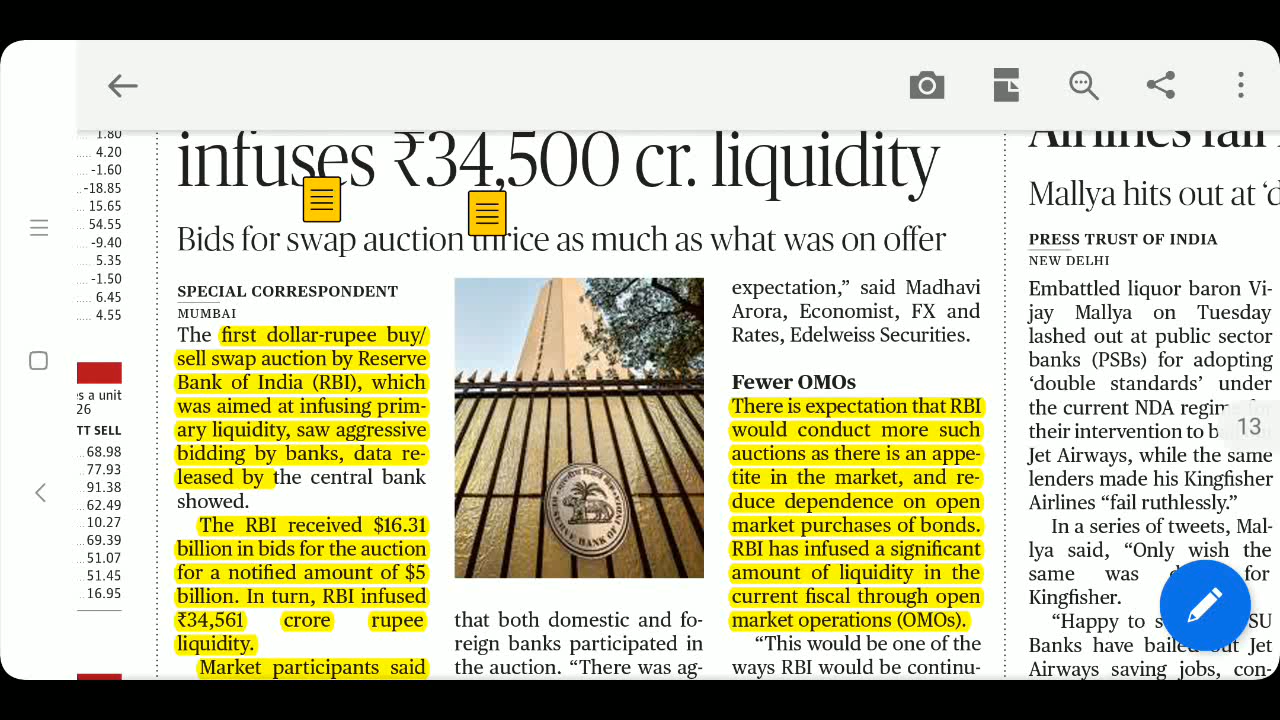 1.80
4.20
-1.60
-18.85
15.65
54.55
-9.40
5.35
-1.50
6.45
4.55
s a unit
26
TT SELL
68.98
77.93
91.38
62.49
10.27
69.39
51.07
51.45
16.95
infuses ₹34,500 cr. liquidity
Bids for swap auction thrice as much as what was on offer
SPECIAL CORRESPONDENT
MUMBAI
The first dollar-rupee buy/
sell swap auction by Reserve
Bank of India (RBI), which
was aimed at infusing prim-
ary liquidity, saw aggressive
bidding by banks, data re-
leased by the central bank
showed.
The RBI received $16.31
billion in bids for the auction
for a notified amount of $5
billion. In turn, RBI infused
₹34,561 crore rupee
liquidity.
Market participants said
RESERVE BANK OF INDIA
that both domestic and fo-
reign banks participated in
the auction. “There was ag-
expectation,” said Madhavi
Arora, Economist, FX and
Rates, Edelweiss Securities.
Fewer OMOs
There is expectation that RBI
would conduct more such
auctions as there is an appe-
tite in the market, and re-
duce dependence on open
market purchases of bonds.
RBI has infused a significant
amount of liquidity in the
current fiscal through open
market operations (OMOs).
“This would be one of the
ways RBI would be continu-
Airlines fail
Mallya hits out at ‘d
PRESS TRUST OF INDIA
NEW DELHI
Embattled liquor baron Vi-
jay Mallya on Tuesday
lashed out at public sector
banks (PSBs) for adopting
‘double standards’ under
the current NDA regime for
their intervention to b
Jet Airways, while the same
lenders made his Kingfisher
Airlines “fail ruthlessly.”
In a series of tweets, Mal-
lya said, “Only wish the
same was for
Kingfisher.
“Happy to s SU
Banks have bailed out Jet
Airways saving jobs, con-
13